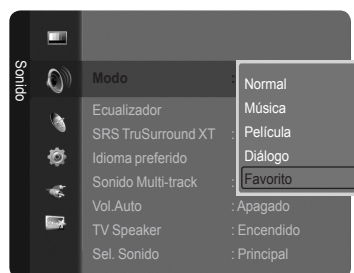 Sonido
Modo :
Normal
Música
Película
Diálogo
Favorito
Ecualizador
SRS TruSurround XT :
Idioma preferido
Sonido Multi-track :
Vol.Auto : Apagado
TV Speaker : Encendido
Sel. Sonido : Principal